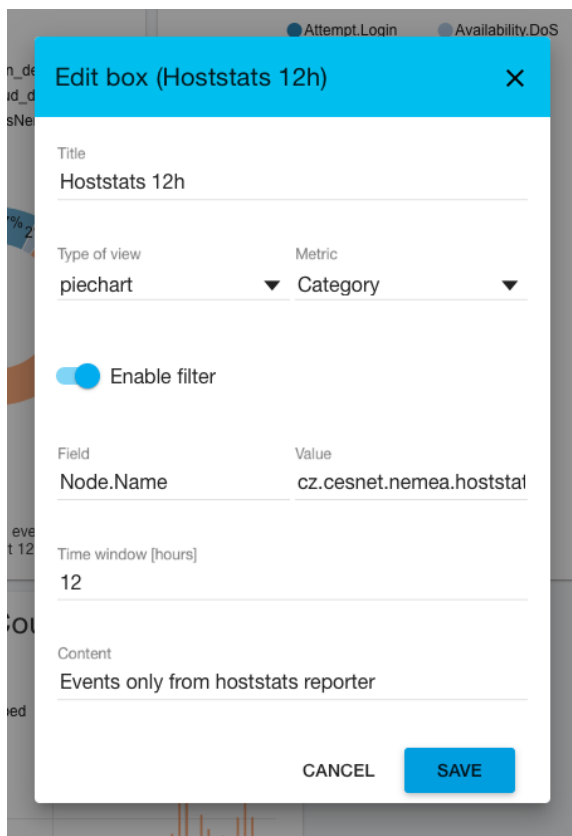 Attempt.Login Availability.DoS
Edit box (Hoststats 12h)
Title
Hoststats 12h
Type of view Metric
piechart Category
Enable filter
Field Value
Node.Name cz.cesnet.nemea.hoststat
Time window [hours]
12
Content
Events only from hoststats reporter
CANCEL SAVE